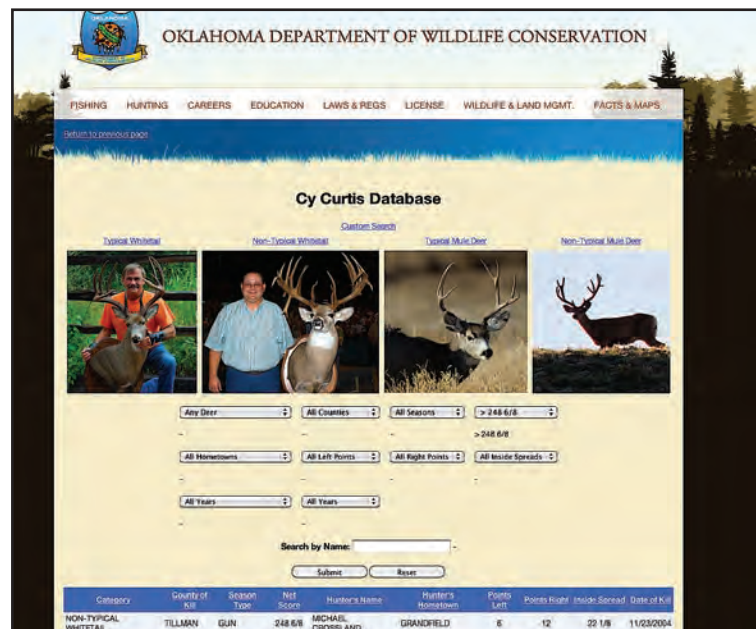 OKLAHOMA
OKLAHOMA DEPARTMENT OF WILDLIFE CONSERVATION
FISHING HUNTING CAREERS EDUCATION LAWS & REGS LICENSE WILDLIFE & LAND MGMT. FACTS & MAPS
Return to previous page
Cy Curtis Database
Custom Search
Typical Whitetail Non-Typical Whitetail Typical Mule Deer Non-Typical Mule Deer
Any Deer All Counties All Seasons > 248 6/8
- - - > 248 6/8
All Hometowns All Left Points All Right Points All Inside Spreads
- - - -
All Years All Years
- -
Search by Name: -
Submit Reset
Category County of Kill Season Type Net Score Hunter's Name Hunter's Hometown Points Left Points Right Inside Spread Date of Kill
NON-TYPICAL WHITETAIL TILLMAN GUN 248 6/8 MICHAEL CROSSLAND GRANDFIELD 6 12 22 1/8 11/23/2004